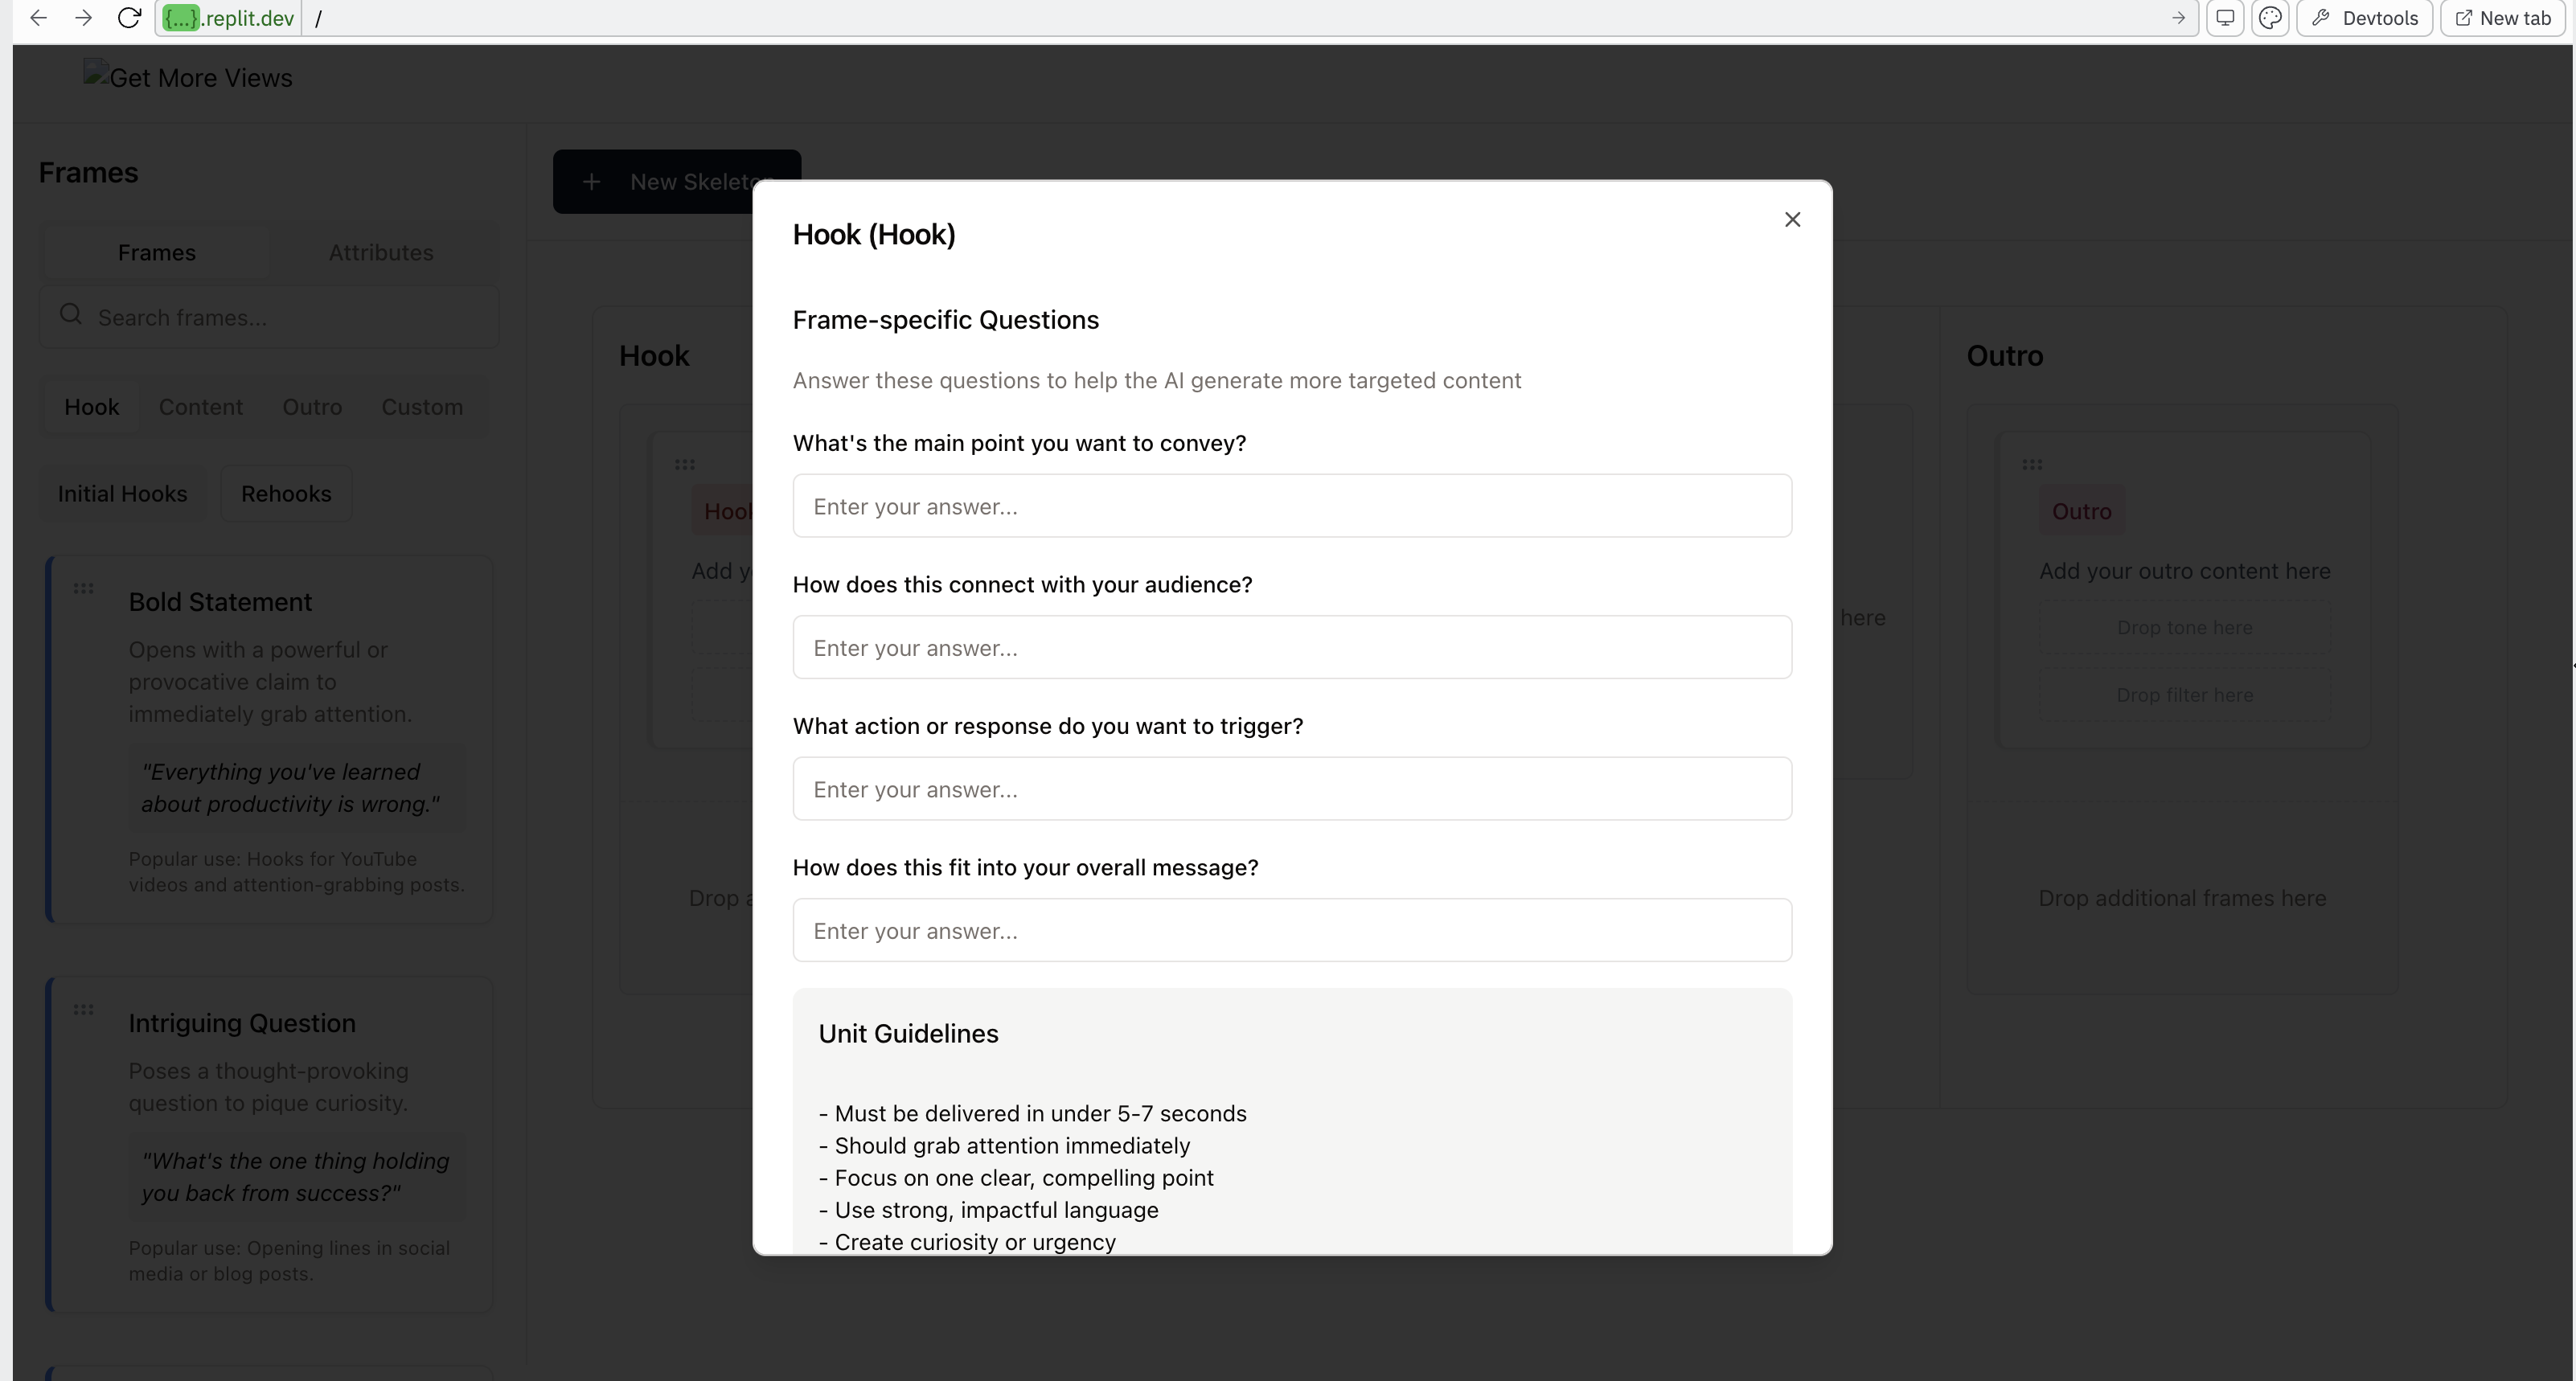 {...}.replit.dev /
Devtools
New tab
Get More Views
Frames
Frames Attributes
Search frames...
Hook Content Outro Custom
Initial Hooks Rehooks
Bold Statement
Opens with a powerful or
provocative claim to
immediately grab attention.
"Everything you've learned
about productivity is wrong."
Popular use: Hooks for YouTube
videos and attention-grabbing posts.
Intriguing Question
Poses a thought-provoking
question to pique curiosity.
"What's the one thing holding
you back from success?"
Popular use: Opening lines in social
media or blog posts.
+ New Skeleton
Hook
Hook
Add y
Drop a
Hook (Hook)
Frame-specific Questions
Answer these questions to help the AI generate more targeted content
What's the main point you want to convey?
Enter your answer...
How does this connect with your audience?
Enter your answer...
What action or response do you want to trigger?
Enter your answer...
How does this fit into your overall message?
Enter your answer...
Unit Guidelines
- Must be delivered in under 5-7 seconds
- Should grab attention immediately
- Focus on one clear, compelling point
- Use strong, impactful language
- Create curiosity or urgency
here
Outro
Outro
Add your outro content here
Drop tone here
Drop filter here
Drop additional frames here